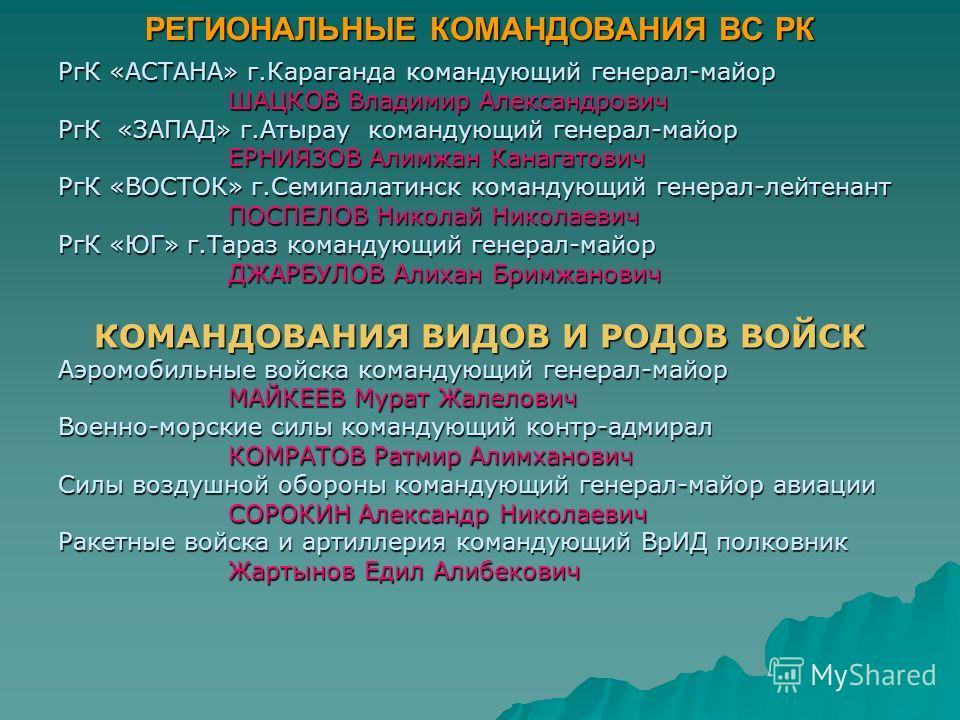 РЕГИОНАЛЬНЫЕ КОМАНДОВАНИЯ ВС РК
РгК «АСТАНА» г.Караганда командующий генерал-майор
ШАЦКОВ Владимир Александрович
РгК «ЗАПАД» г.Атырау командующий генерал-майор
ЕРНИЯЗОВ Алимжан Канагатович
РгК «ВОСТОК» г.Семипалатинск командующий генерал-лейтенант
ПОСПЕЛОВ Николай Николаевич
РгК «ЮГ» г.Тараз командующий генерал-майор
ДЖАРБУЛОВ Алихан Бримжанович
КОМАНДОВАНИЯ ВИДОВ И РОДОВ ВОЙСК
Аэромобильные войска командующий генерал-майор
МАЙКЕЕВ Мурат Жалелович
Военно-морские силы командующий контр-адмирал
КОМРАТОВ Ратмир Алимханович
Силы воздушной обороны командующий генерал-майор авиации
СОРОКИН Александр Николаевич
Ракетные войска и артиллерия командующий ВрИД полковник
Жартынов Едил Алибекович
MyShared